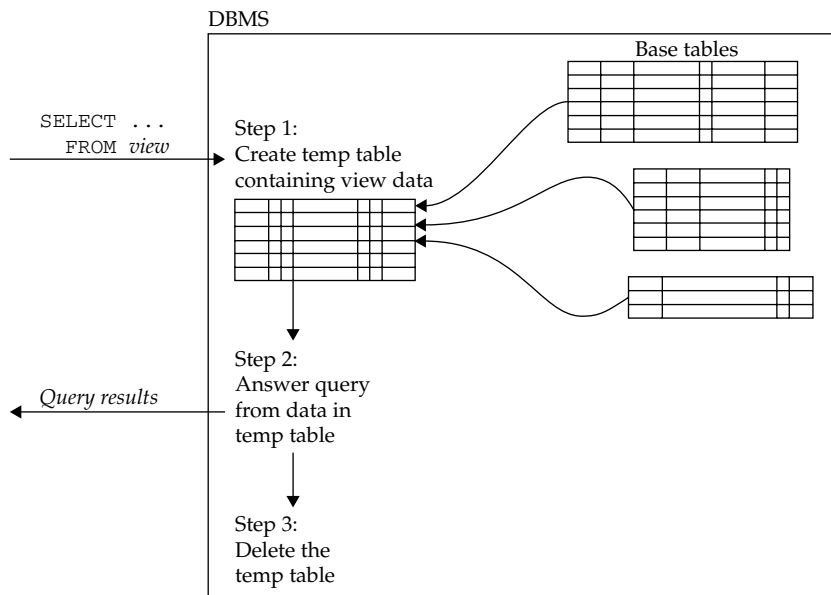 DBMS
Base tables
SELECT ...
FROM view
Step 1:
Create temp table
containing view data
Step 2:
Answer query
from data in
temp table
Query results
Step 3:
Delete the
temp table